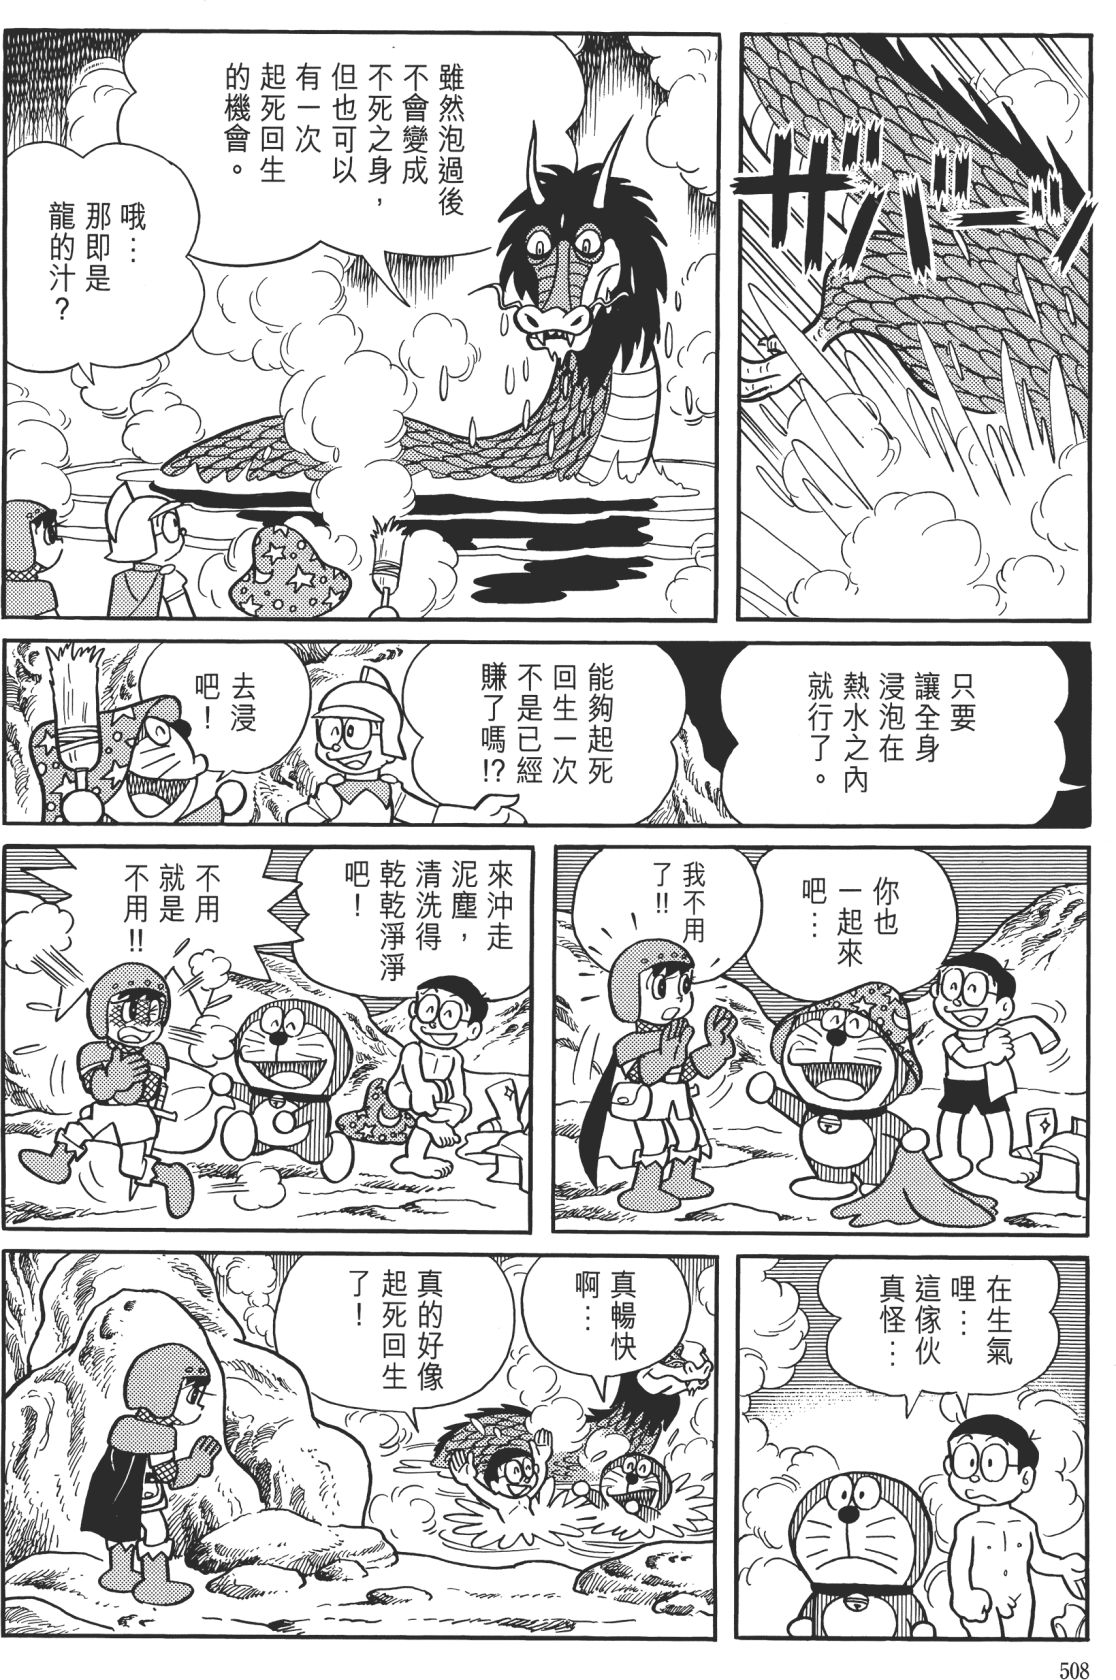 ザバーン
雖然泡過後
不會變成
不死之身，
但也可以
有一次
起死回生
的機會。
哦…
那即是
龍的汁？
只要
讓全身
浸泡在
熱水之內
就行了。
能夠起死
回生一次
不是已經
賺了嗎!?
去浸
吧！
你也
一起來
吧…
我不用
了!!
來沖走
泥塵，
清洗得
乾乾淨淨
吧！
不用
就是
不用!!
在生氣
哩…
這傢伙
真怪…
真暢快
啊…
真的好像
起死回生
了！
508